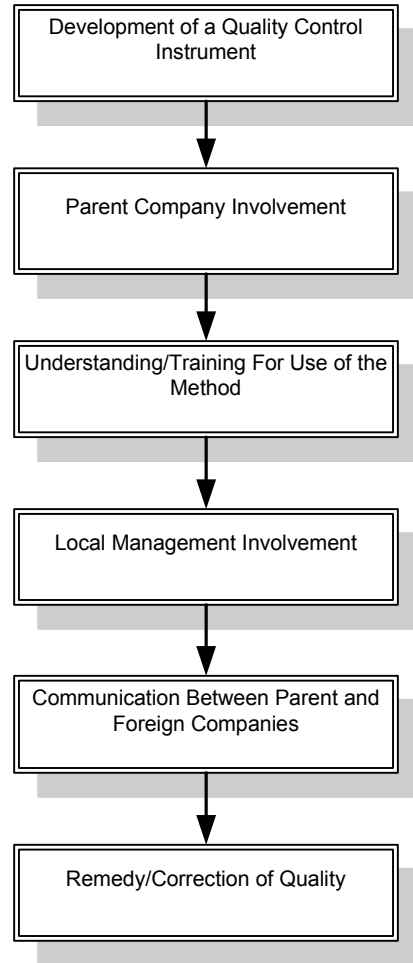 Development of a Quality Control
Instrument
Parent Company Involvement
Understanding/Training For Use of the
Method
Local Management Involvement
Communication Between Parent and
Foreign Companies
Remedy/Correction of Quality